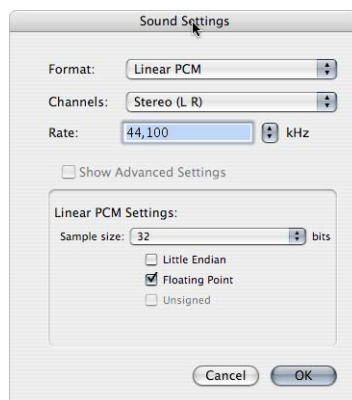 Sound Settings
Format: Linear PCM
Channels: Stereo (L R)
Rate: 44,100 kHz
Show Advanced Settings
Linear PCM Settings:
Sample size: 32 bits
Little Endian
Floating Point
Unsigned
Cancel OK